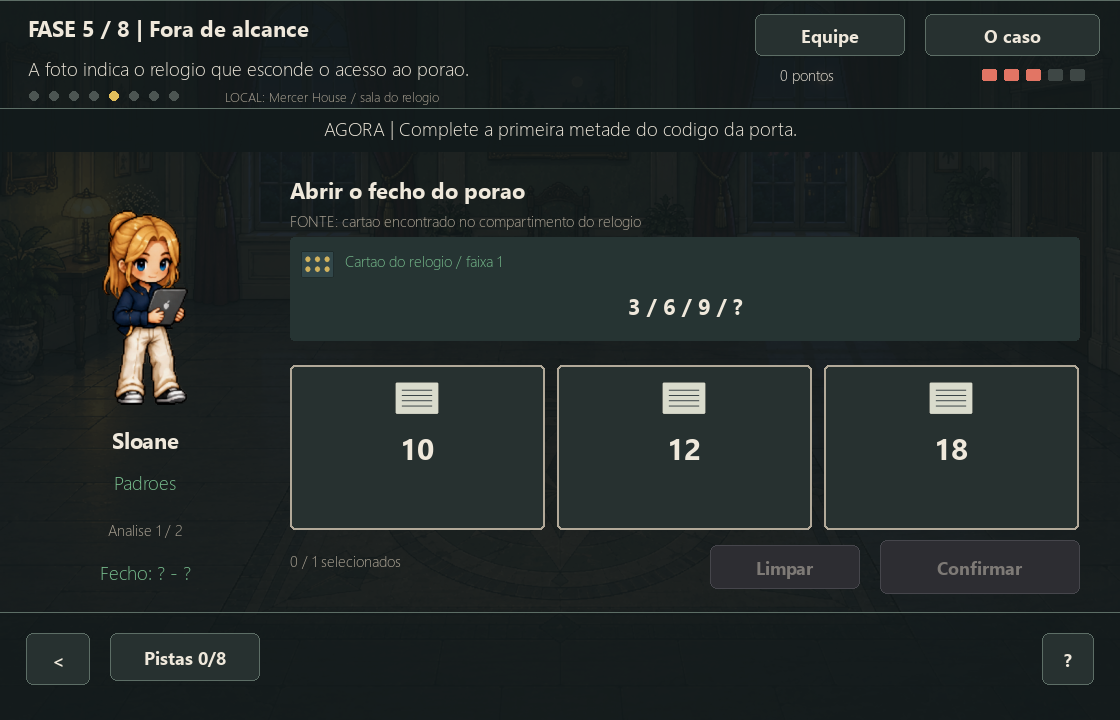 FASE 5 / 8 | Fora de alcance
Equipe
O caso
A foto indica o relogio que esconde o acesso ao porao.
0 pontos
LOCAL: Mercer House / sala do relogio
AGORA | Complete a primeira metade do codigo da porta.
Abrir o fecho do porao
FONTE: cartao encontrado no compartimento do relogio
Cartao do relogio / faixa 1
3 / 6 / 9 / ?
10
12
18
Sloane
Padroes
Analise 1 / 2
Fecho: ? - ?
0 / 1 selecionados
Limpar
Confirmar
<
Pistas 0/8
?